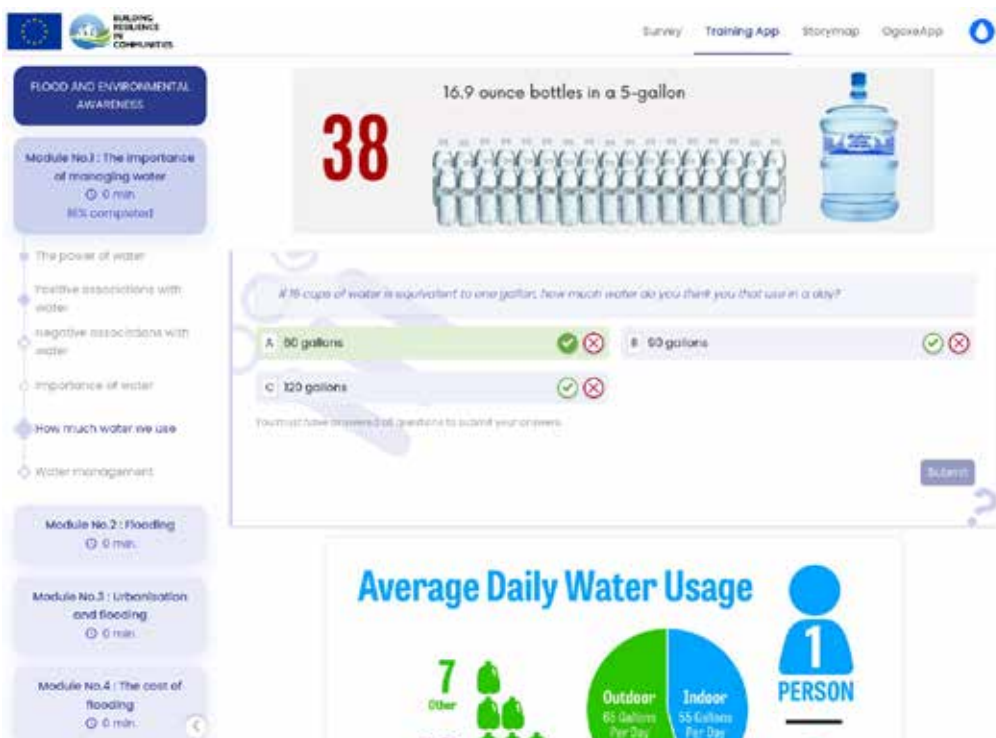 BUILDING
RESILIENCE
IN
COMMUNITIES
Survey
Training App
Storymap
OgoxeApp
FLOOD AND ENVIRONMENTAL
AWARENESS
Module No.1 : The importance
of managing water
0 min
completed
The power of water
Positive associations with
water
Negative associations with
water
Importance of water
How much water we use
Water management
Module No.2 : Flooding
0 min.
Module No.3 : Urbanisation
and flooding
0 min.
Module No.4 : The cost of
flooding
0 min.
16.9 ounce bottles in a 5-gallon
38
If 16 cups of water is equivalent to one gallon, how much water do you think you that use in a day?
A 60 gallons
B 90 gallons
C 120 gallons
You must have answered all questions to submit your answers.
Submit
Average Daily Water Usage
7
Other
Outdoor
65 Gallons
Per Day
Indoor
55 Gallons
Per Day
1
PERSON